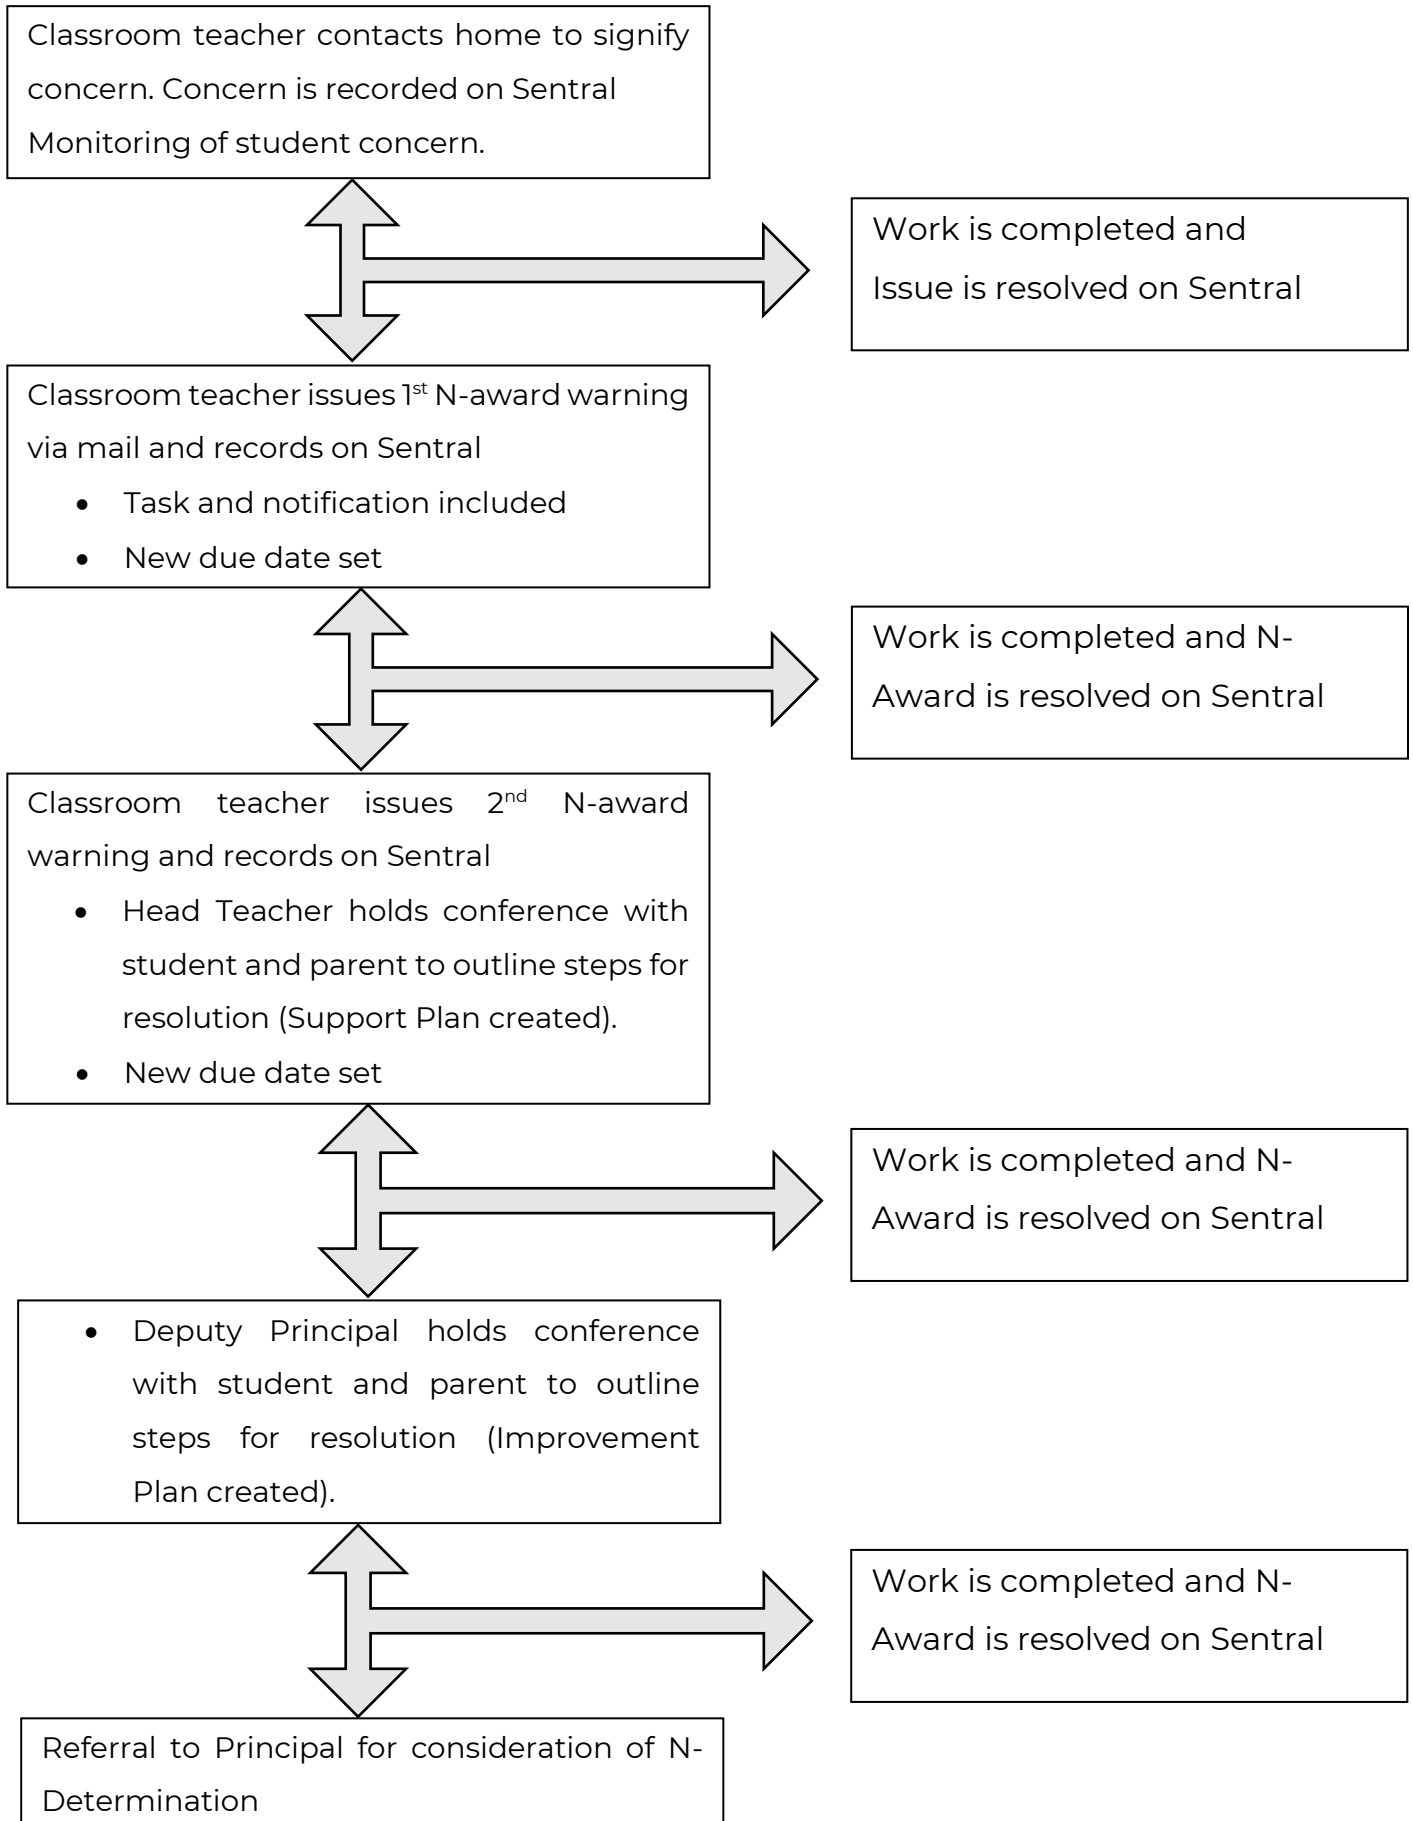 Classroom teacher contacts home to signify
concern. Concern is recorded on Sentral
Monitoring of student concern.
Work is completed and
Issue is resolved on Sentral
Classroom teacher issues 1st N-award warning
via mail and records on Sentral
• Task and notification included
• New due date set
Work is completed and N-
Award is resolved on Sentral
Classroom teacher issues 2nd N-award
warning and records on Sentral
• Head Teacher holds conference with
student and parent to outline steps for
resolution (Support Plan created).
• New due date set
Work is completed and N-
Award is resolved on Sentral
• Deputy Principal holds conference
with student and parent to outline
steps for resolution (Improvement
Plan created).
Work is completed and N-
Award is resolved on Sentral
Referral to Principal for consideration of N-
Determination